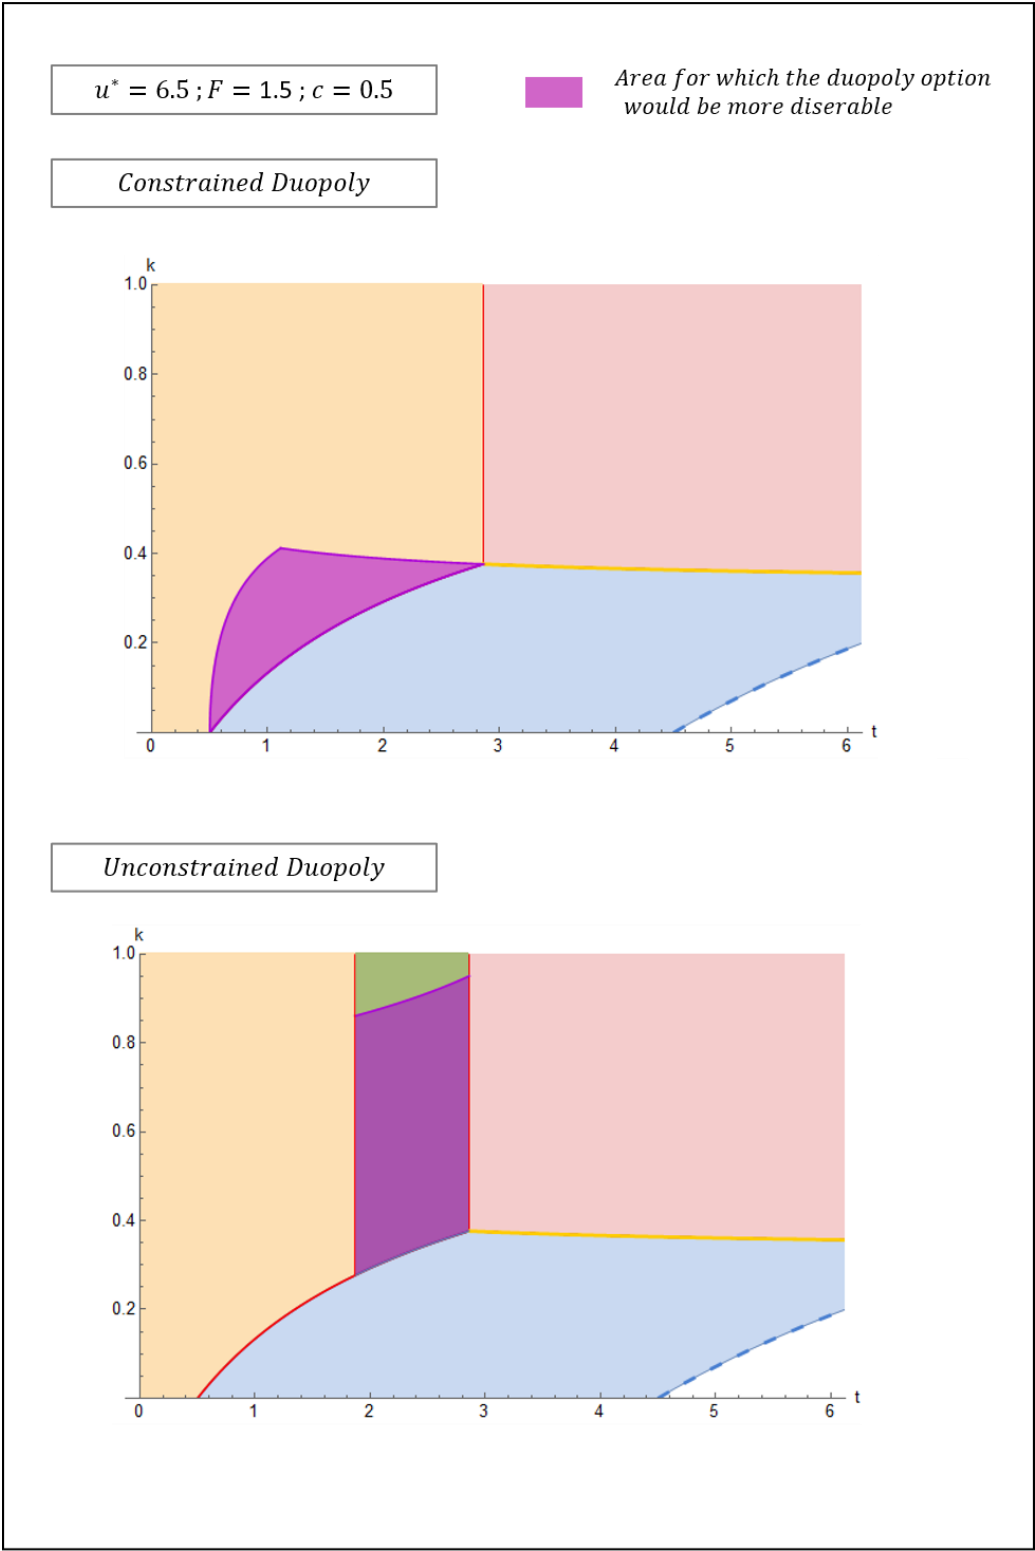 u* = 6.5 ; F = 1.5 ; c = 0.5
Area for which the duopoly option
would be more diserable
Constrained Duopoly
k
1.0
0.8
0.6
0.4
0.2
0 1 2 3 4 5 6 t
Unconstrained Duopoly
k
1.0
0.8
0.6
0.4
0.2
0 1 2 3 4 5 6 t